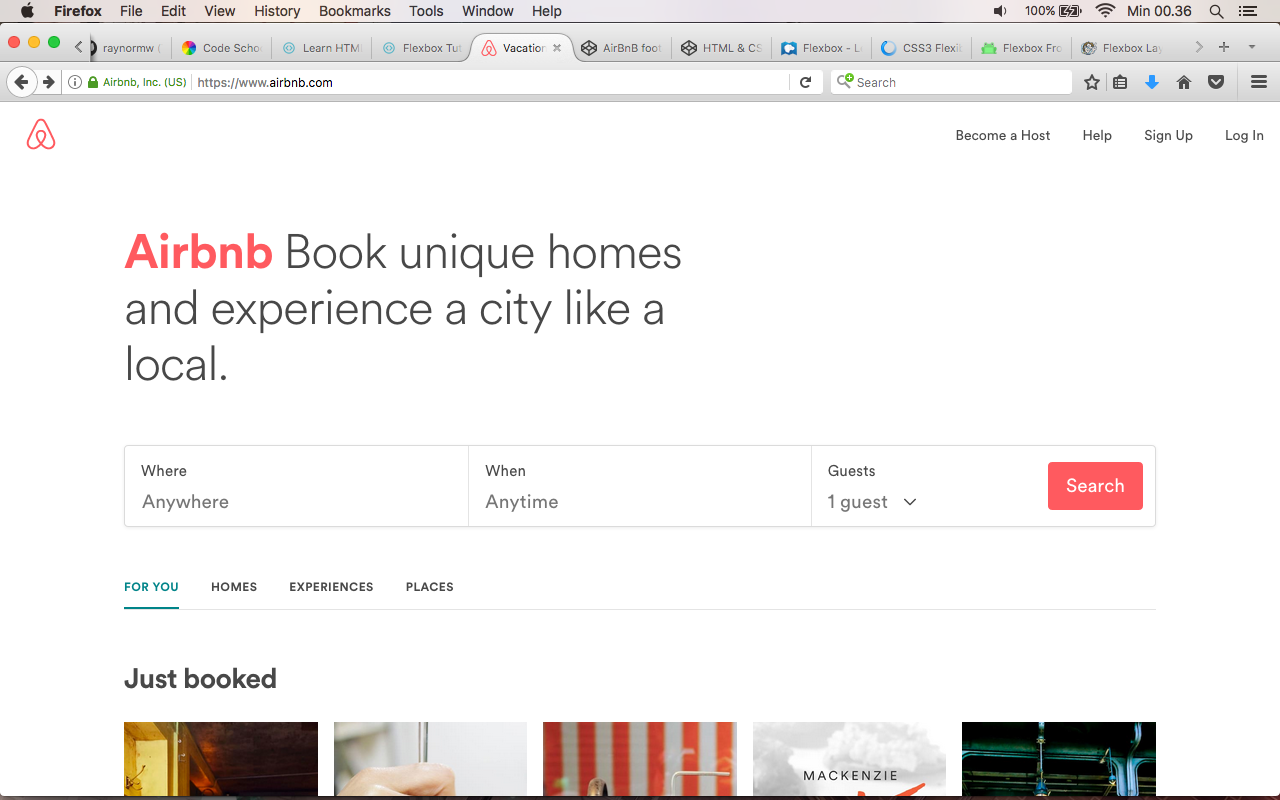 Firefox File Edit View History Bookmarks Tools Window Help 100% Min 00.36
raynormw ( Code Schoo Learn HTM Flexbox Tut Vacation AirBnB foot HTML & CS Flexbox - L CSS3 Flexi Flexbox Fro Flexbox Lay
Airbnb, Inc. (US) https://www.airbnb.com Search
Become a Host Help Sign Up Log In
Airbnb Book unique homes
and experience a city like a
local.
Where When Guests
Anywhere Anytime 1 guest Search
FOR YOU HOMES EXPERIENCES PLACES
Just booked
MACKENZIE